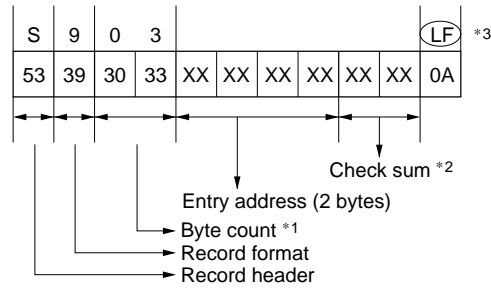 S 9 0 3 LF *3
53 39 30 33 XX XX XX XX XX XX 0A
Check sum *2
Entry address (2 bytes)
Byte count *1
Record format
Record header